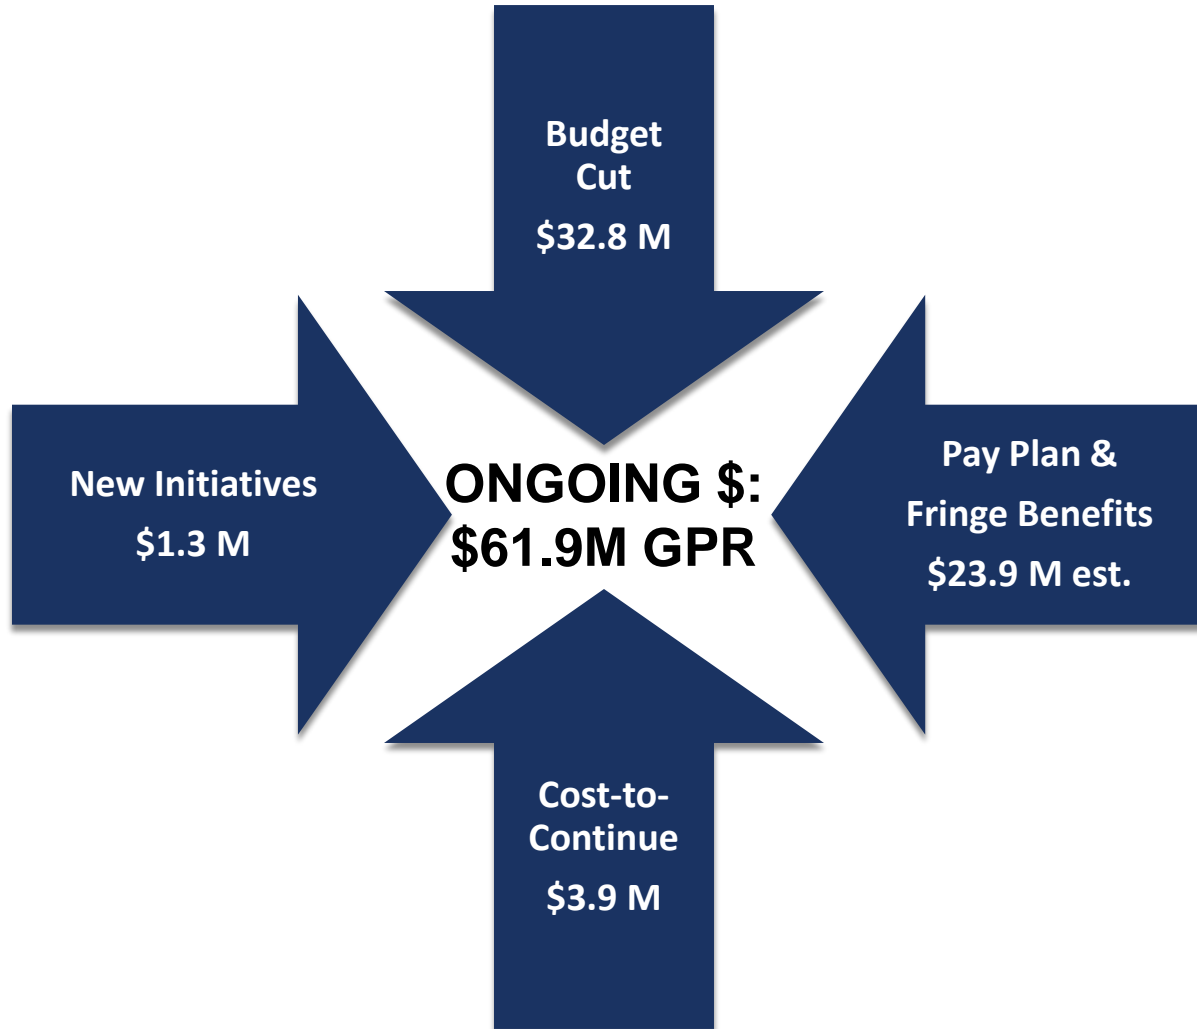 Budget
Cut
$32.8 M
New Initiatives
$1.3 M
ONGOING $:
$61.9M GPR
Pay Plan &
Fringe Benefits
$23.9 M est.
Cost-to-
Continue
$3.9 M